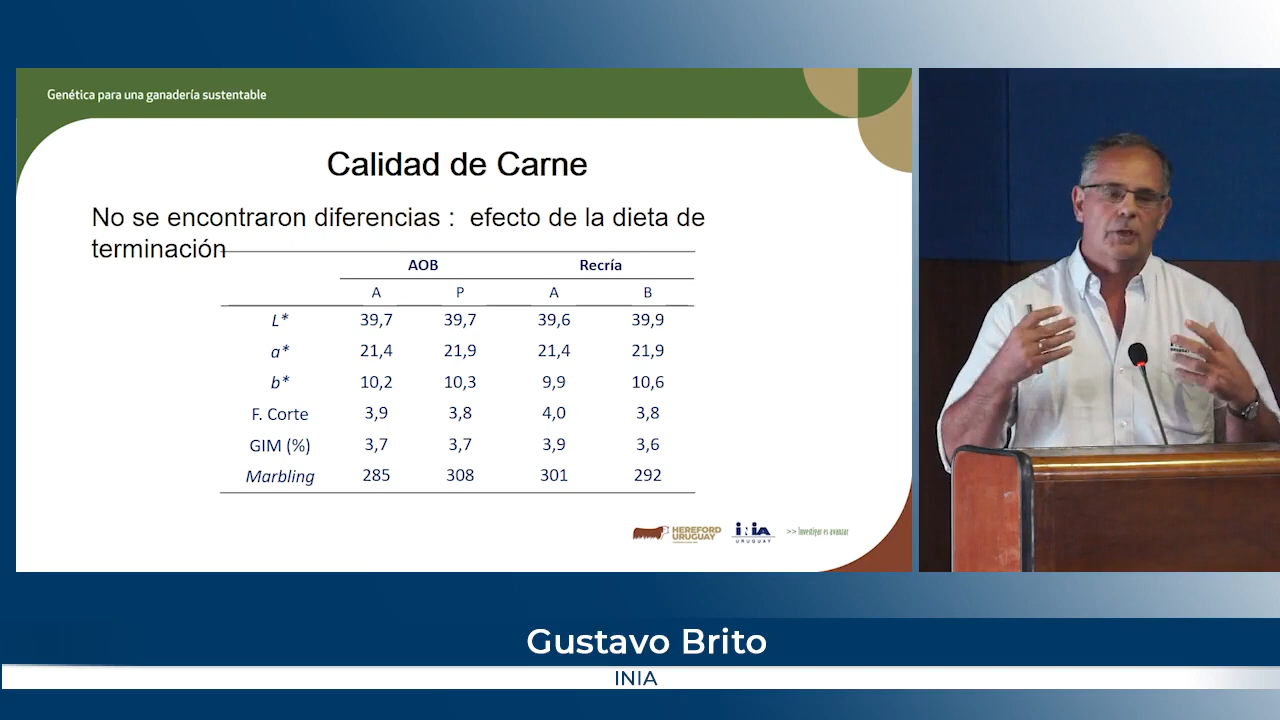 Genética para una ganadería sustentable
Calidad de Carne
No se encontraron diferencias : efecto de la dieta de
terminación
AOB Recría
A P A B
L* 39,7 39,7 39,6 39,9
a* 21,4 21,9 21,4 21,9
b* 10,2 10,3 9,9 10,6
F. Corte 3,9 3,8 4,0 3,8
GIM (%) 3,7 3,7 3,9 3,6
Marbling 285 308 301 292
HEREFORD
URUGUAY
INIA
URUGUAY
>> Investigar es avanzar
Gustavo Brito
INIA